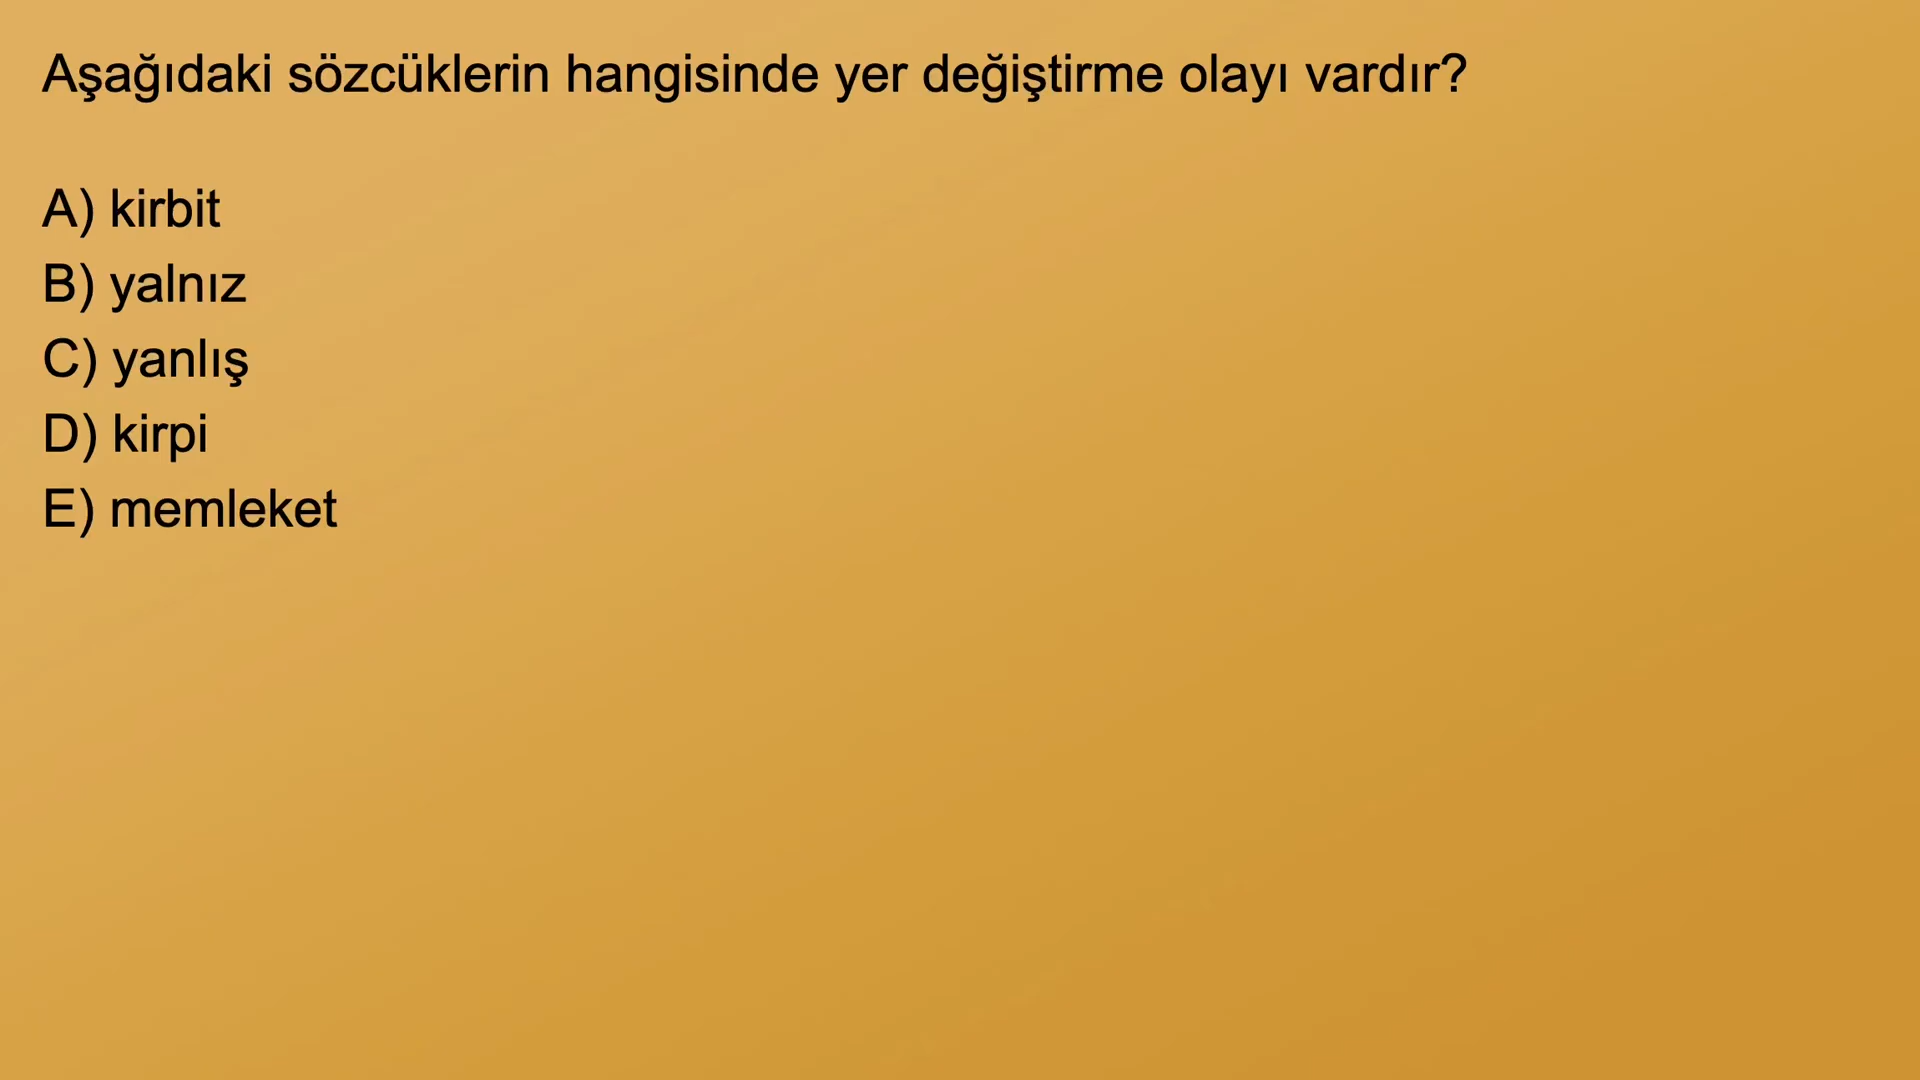 Aşağıdaki sözcüklerin hangisinde yer değiştirme olayı vardır?
A) kirbit
B) yalnız
C) yanlış
D) kirpi
E) memleket